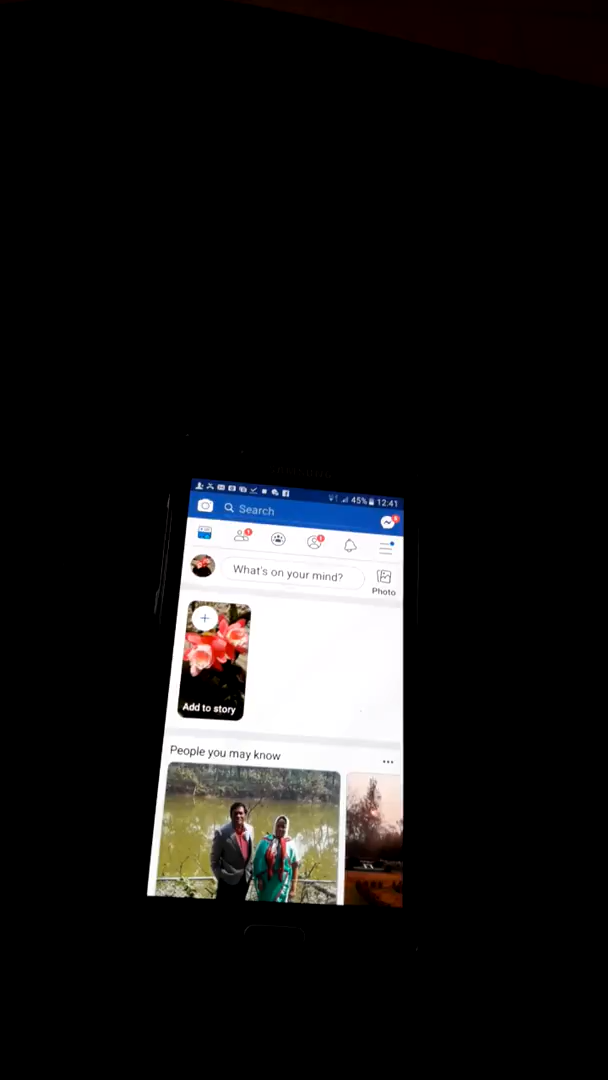 45% 12:41
Search
What's on your mind?
Photo
Add to story
People you may know